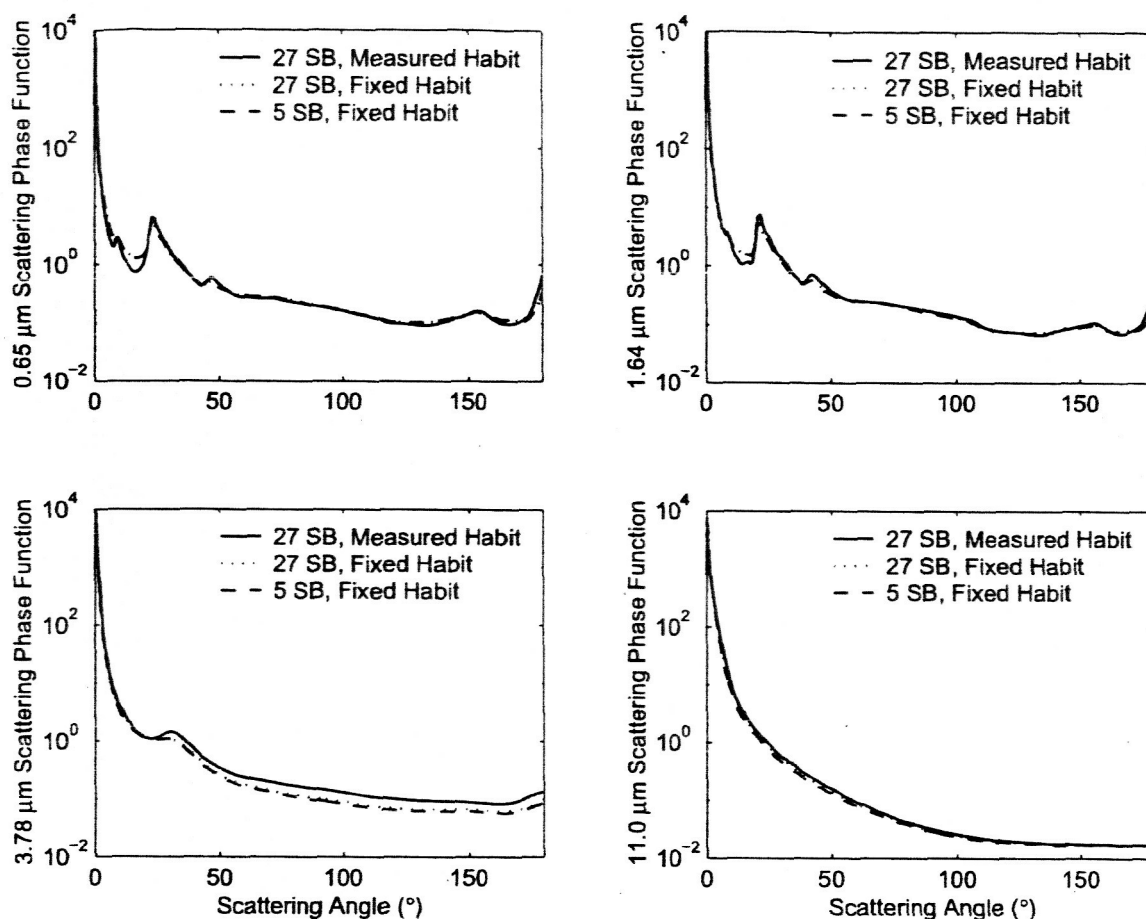 0.65 μm Scattering Phase Function
10⁴
10²
10⁰
10⁻²
0
50
100
150
27 SB, Measured Habit
27 SB, Fixed Habit
5 SB, Fixed Habit
1.64 μm Scattering Phase Function
10⁴
10²
10⁰
10⁻²
0
50
100
150
27 SB, Measured Habit
27 SB, Fixed Habit
5 SB, Fixed Habit
3.78 μm Scattering Phase Function
10⁴
10²
10⁰
10⁻²
0
50
100
150
Scattering Angle (°)
27 SB, Measured Habit
27 SB, Fixed Habit
5 SB, Fixed Habit
11.0 μm Scattering Phase Function
10⁴
10²
10⁰
10⁻²
0
50
100
150
Scattering Angle (°)
27 SB, Measured Habit
27 SB, Fixed Habit
5 SB, Fixed Habit